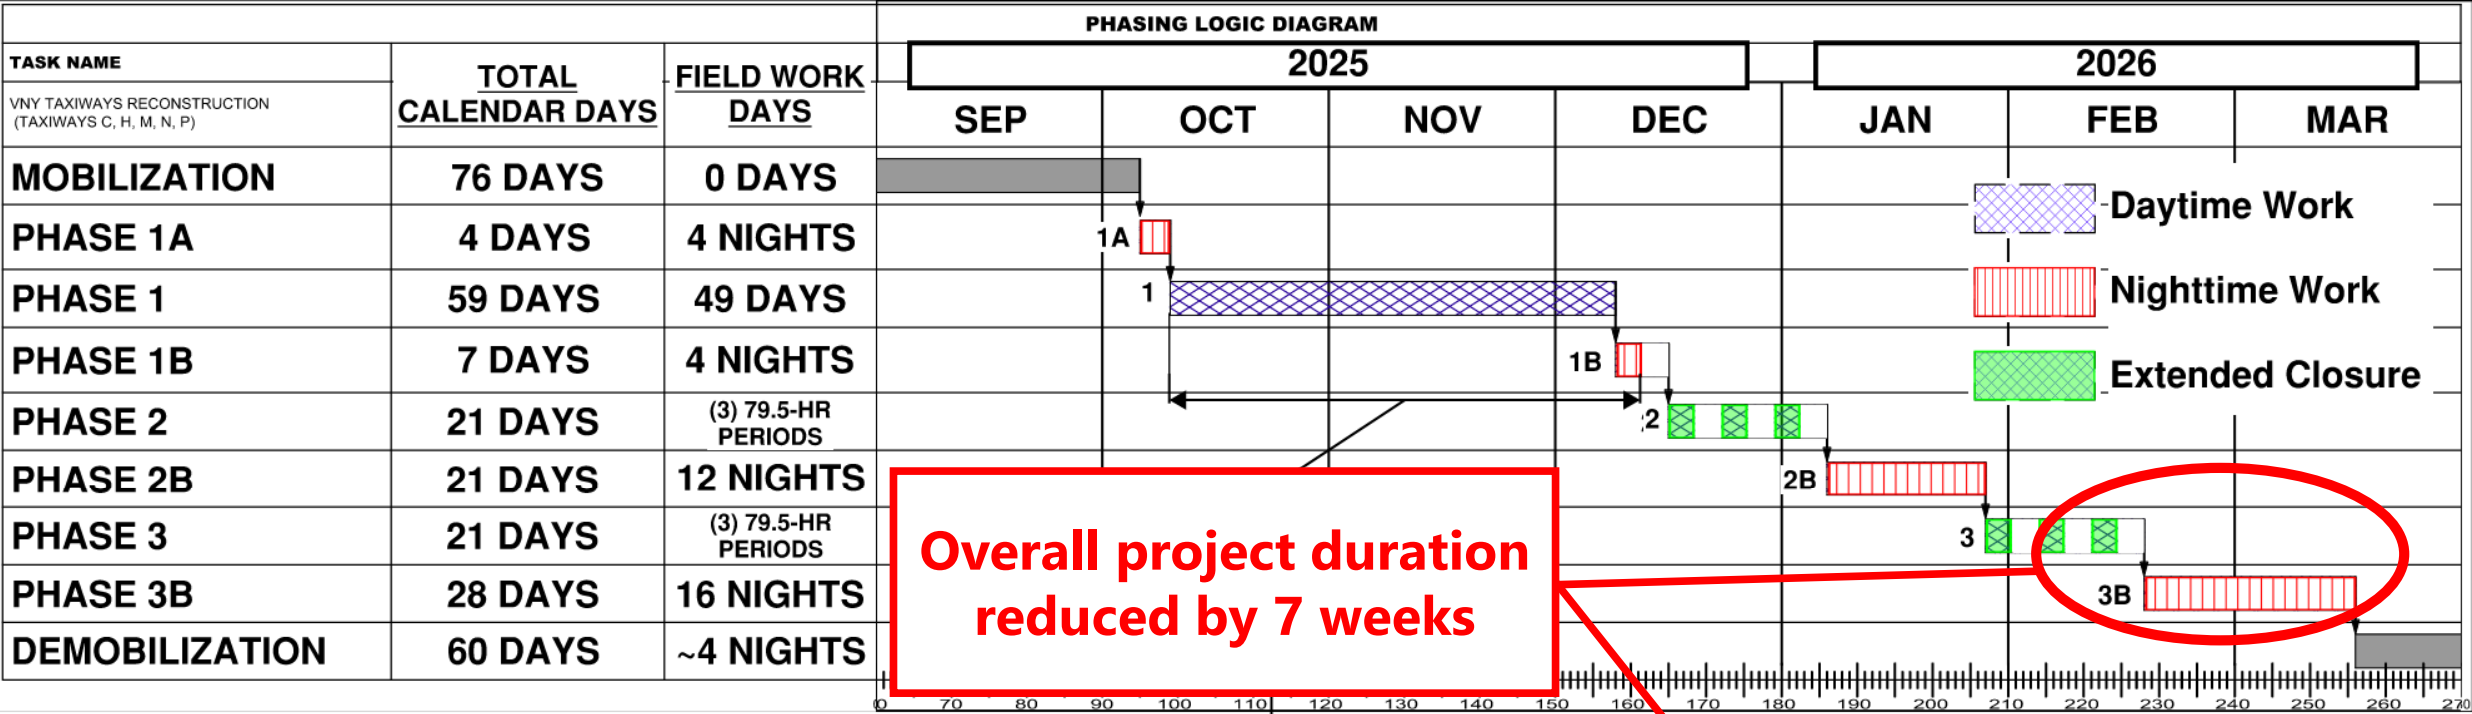 PHASING LOGIC DIAGRAM
TASK NAME
TOTAL CALENDAR DAYS
FIELD WORK DAYS
2025
2026
VNY TAXIWAYS RECONSTRUCTION
(TAXIWAYS C, H, M, N, P)
SEP OCT NOV DEC JAN FEB MAR
MOBILIZATION 76 DAYS 0 DAYS
PHASE 1A 4 DAYS 4 NIGHTS 1A
PHASE 1 59 DAYS 49 DAYS 1
PHASE 1B 7 DAYS 4 NIGHTS 1B
PHASE 2 21 DAYS (3) 79.5-HR PERIODS 2
PHASE 2B 21 DAYS 12 NIGHTS 2B
PHASE 3 21 DAYS (3) 79.5-HR PERIODS 3
PHASE 3B 28 DAYS 16 NIGHTS 3B
DEMOBILIZATION 60 DAYS ~4 NIGHTS
Daytime Work
Nighttime Work
Extended Closure
Overall project duration
reduced by 7 weeks
70 80 90 100 110 120 130 140 150 160 170 180 190 200 210 220 230 240 250 260 270